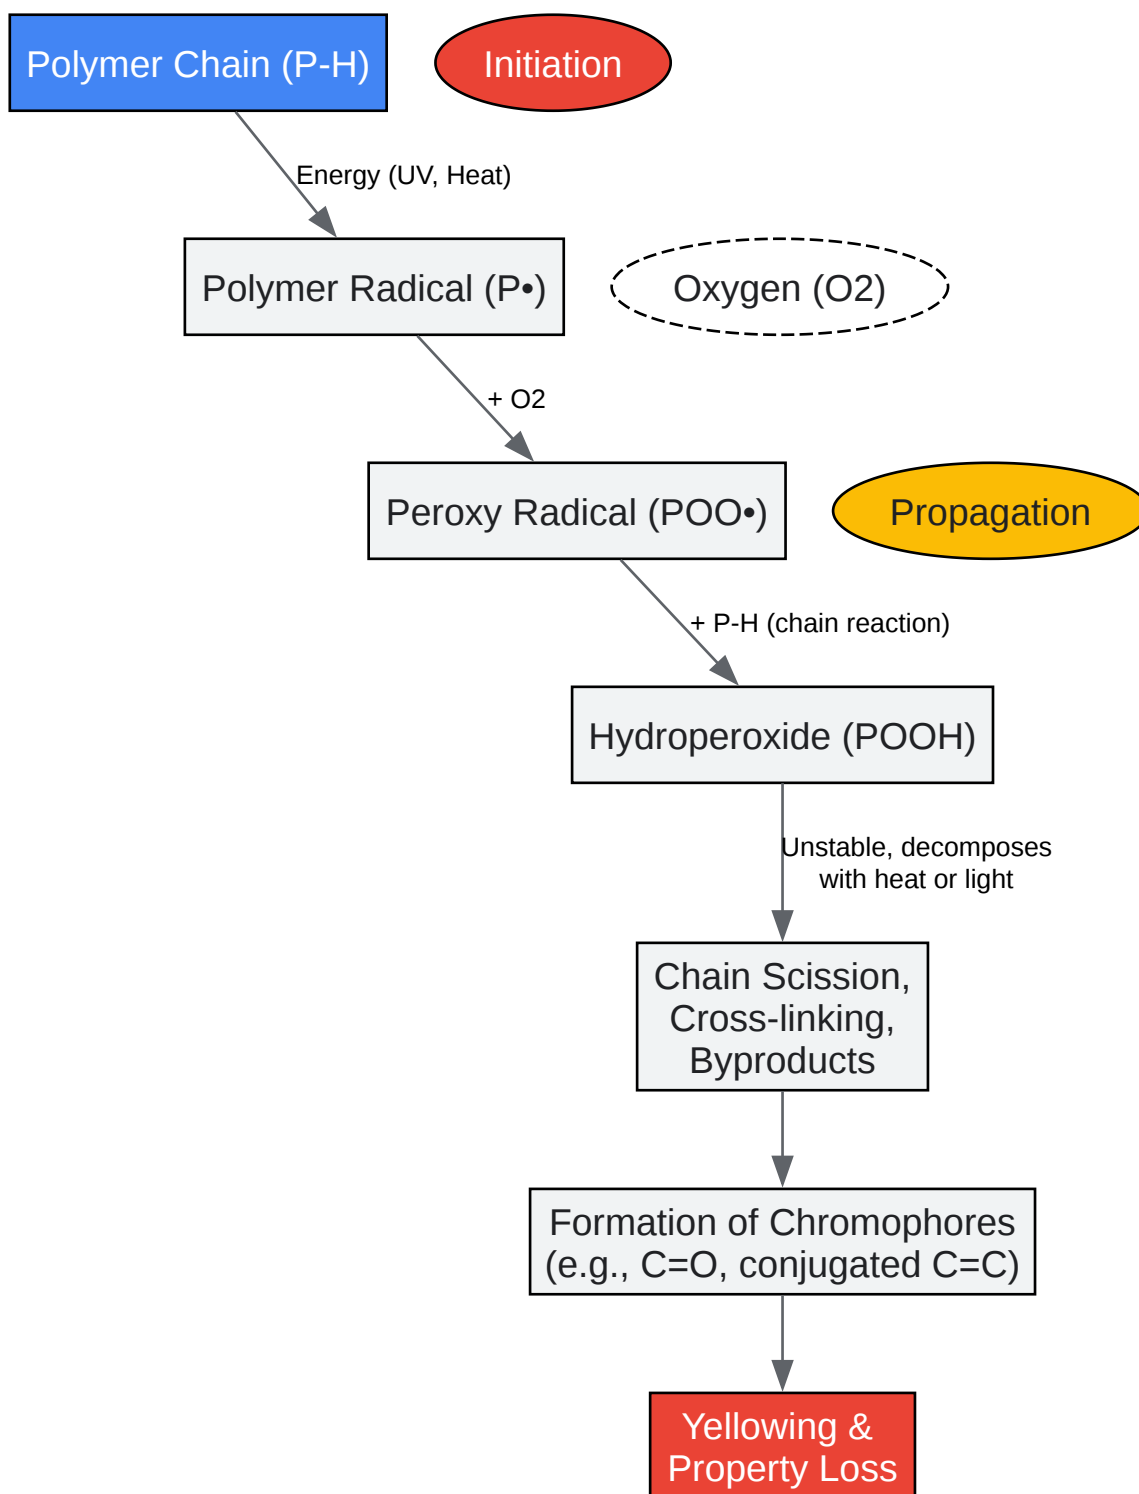 Polymer Chain (P-H)
Initiation
Energy (UV, Heat)
Polymer Radical (P•)
Oxygen (O2)
+ O2
Peroxy Radical (POO•)
Propagation
+ P-H (chain reaction)
Hydroperoxide (POOH)
Unstable, decomposes
with heat or light
Chain Scission,
Cross-linking,
Byproducts
Formation of Chromophores
(e.g., C=O, conjugated C=C)
Yellowing &
Property Loss